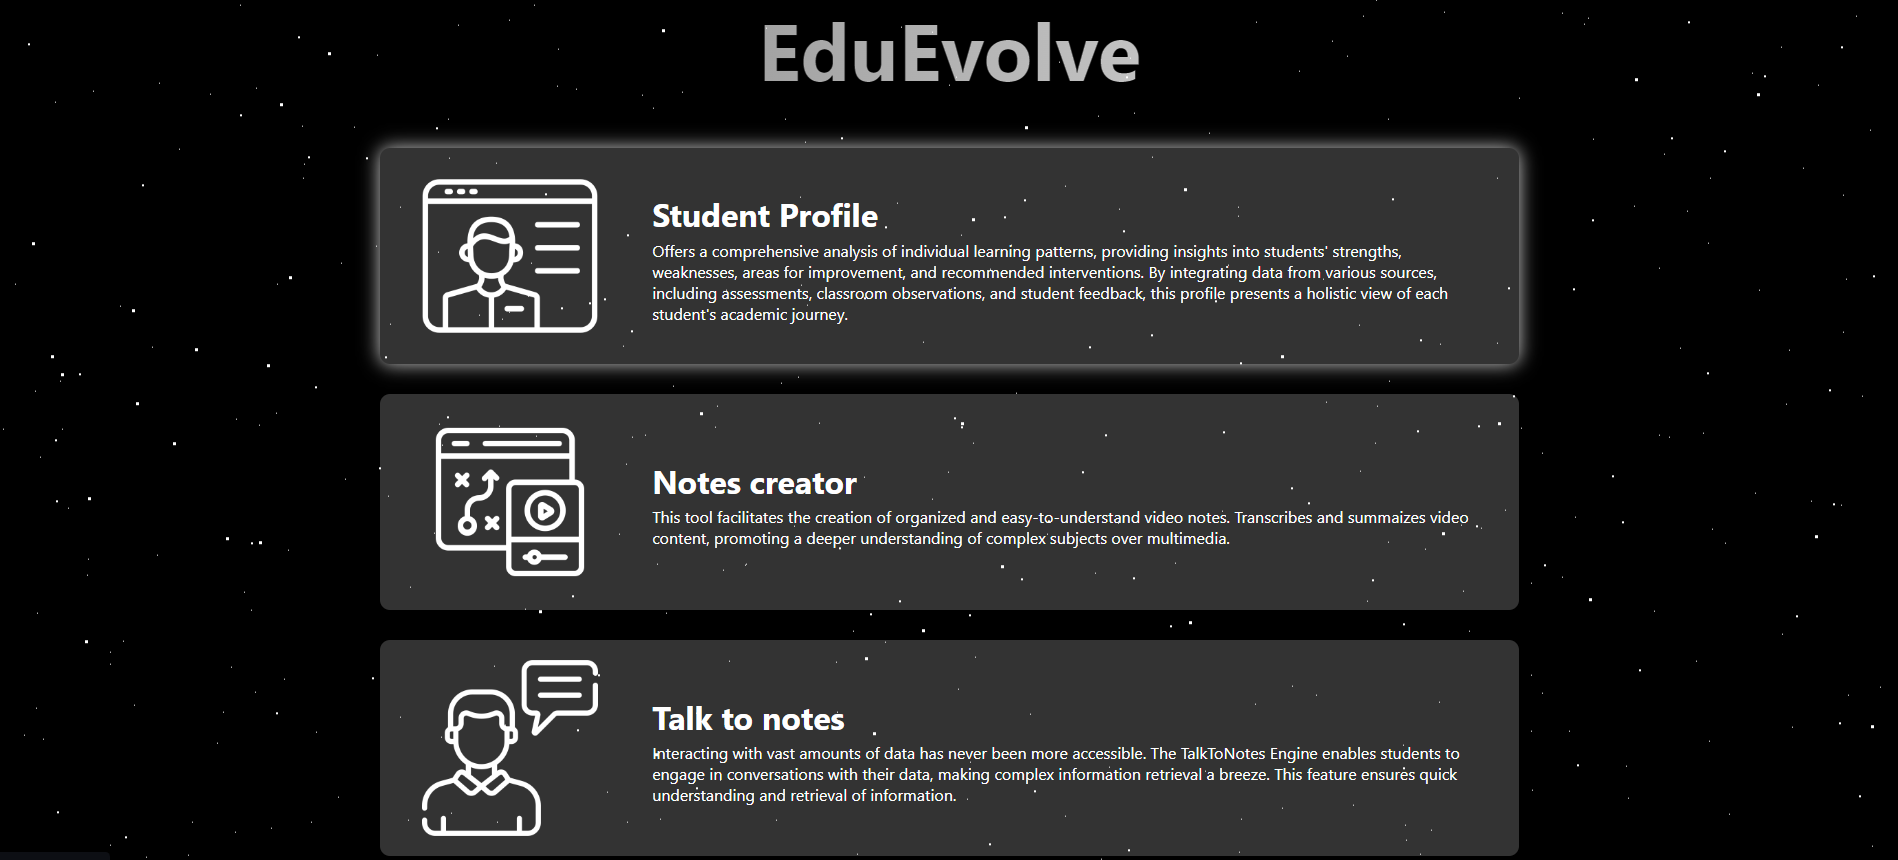 EduEvolve
Student Profile
Offers a comprehensive analysis of individual learning patterns, providing insights into students' strengths,
weaknesses, areas for improvement, and recommended interventions. By integrating data from various sources,
including assessments, classroom observations, and student feedback, this profile presents a holistic view of each
student's academic journey.
Notes creator
This tool facilitates the creation of organized and easy-to-understand video notes. Transcribes and summaizes video
content, promoting a deeper understanding of complex subjects over multimedia.
Talk to notes
Interacting with vast amounts of data has never been more accessible. The TalkToNotes Engine enables students to
engage in conversations with their data, making complex information retrieval a breeze. This feature ensures quick
understanding and retrieval of information.